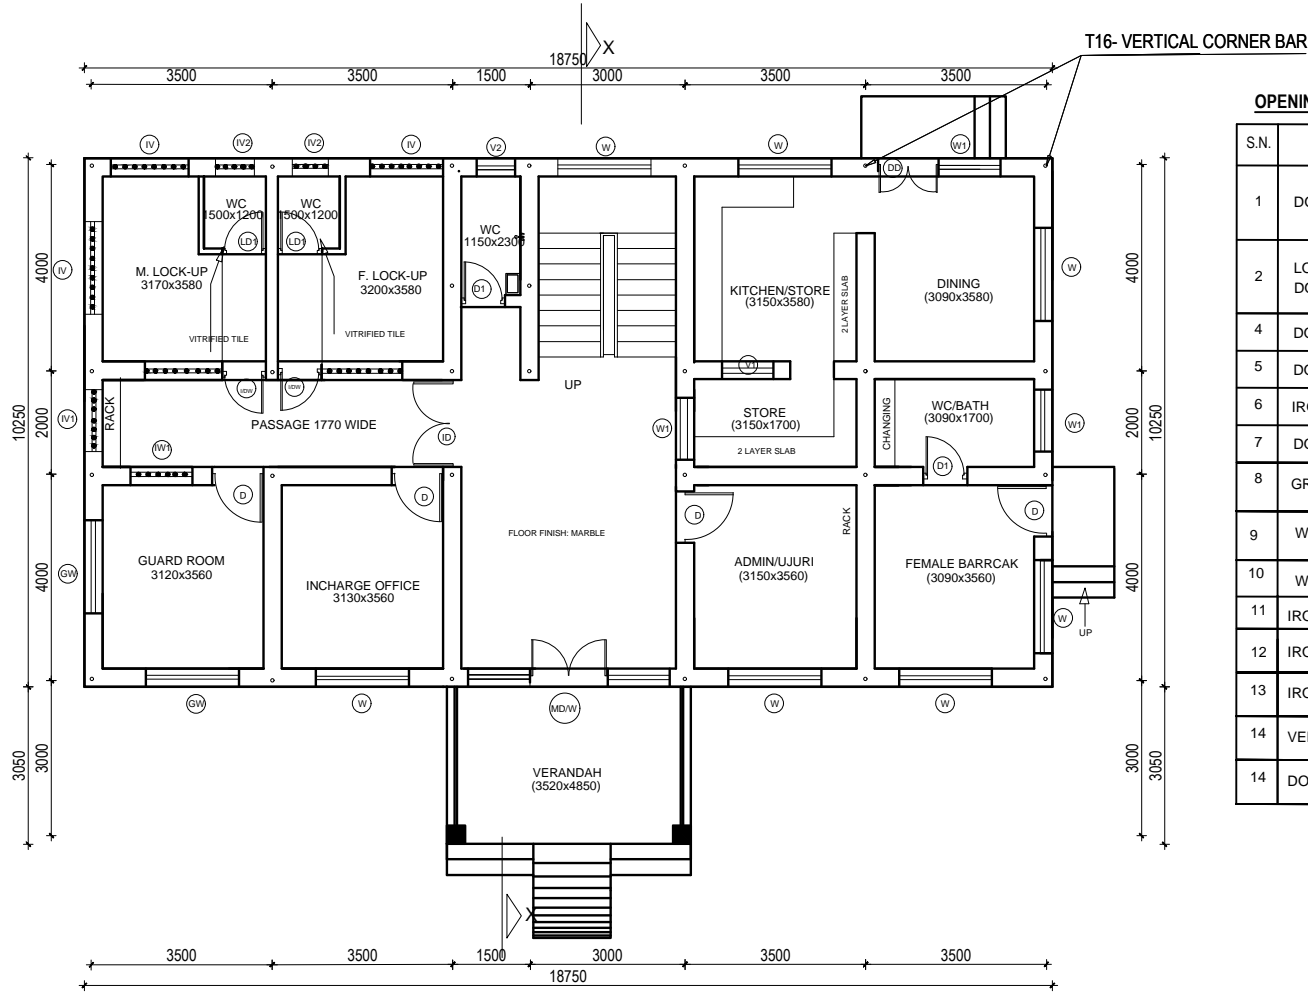 X
T16- VERTICAL CORNER BAR
18750
3500
3500
1500
3000
3500
3500
OPENIN
S.N.
1
DO
2
LO
DO
4
DO
5
DO
6
IRO
7
DO
8
GR
9
W
10
W
11
IRO
12
IRO
13
IRO
14
VE
14
DO
IV
IV2
IV2
IV
V2
W
W
W1
DD
WC
1500x1200
WC
1500x1200
WC
1150x2300
LD1
LD1
D1
M. LOCK-UP
3170x3580
F. LOCK-UP
3200x3580
KITCHEN/STORE
(3150x3580)
DINING
(3090x3580)
2 LAYER SLAB
VITRIFIED TILE
VITRIFIED TILE
IV
W
4000
4000
V1
UP
RACK
PASSAGE 1770 WIDE
IV1
IW1
ID
W1
STORE
(3150x1700)
2 LAYER SLAB
CHANGING
WC/BATH
(3090x1700)
D1
W1
10250
2000
2000
10250
D
D
D
D
FLOOR FINISH: MARBLE
RACK
GUARD ROOM
3120x3560
INCHARGE OFFICE
3130x3560
ADMIN/UJURI
(3150x3560)
FEMALE BARRCAK
(3090x3560)
GW
W
UP
4000
4000
GW
W
MD/W
W
W
3050
3000
3000
3050
VERANDAH
(3520x4850)
X
3500
3500
1500
3000
3500
3500
18750